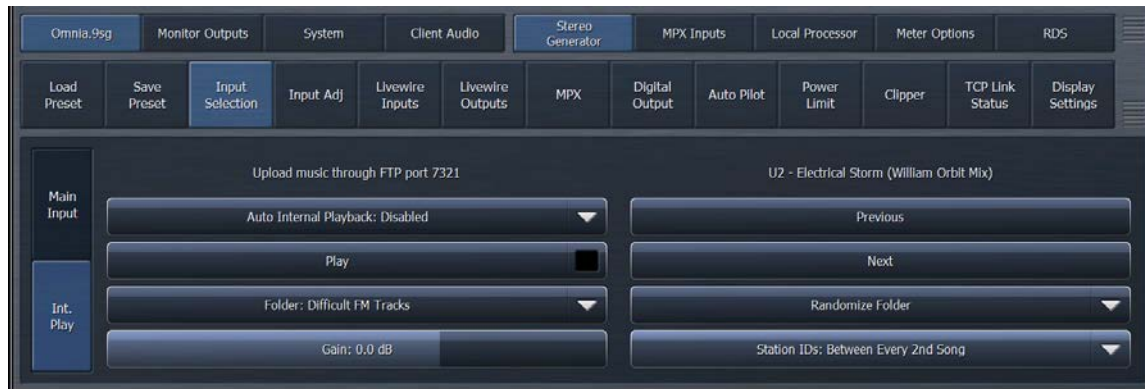 Omnia.9sg
Monitor Outputs
System
Client Audio
Stereo
Generator
MPX Inputs
Local Processor
Meter Options
RDS
Load
Preset
Save
Preset
Input
Selection
Input Adj
Livewire
Inputs
Livewire
Outputs
MPX
Digital
Output
Auto Pilot
Power
Limit
Clipper
TCP Link
Status
Display
Settings
Main
Input
Int.
Play
Upload music through FTP port 7321
Auto Internal Playback: Disabled
Play
Folder: Difficult FM Tracks
Gain: 0.0 dB
U2 - Electrical Storm (William Orbit Mix)
Previous
Next
Randomize Folder
Station IDs: Between Every 2nd Song